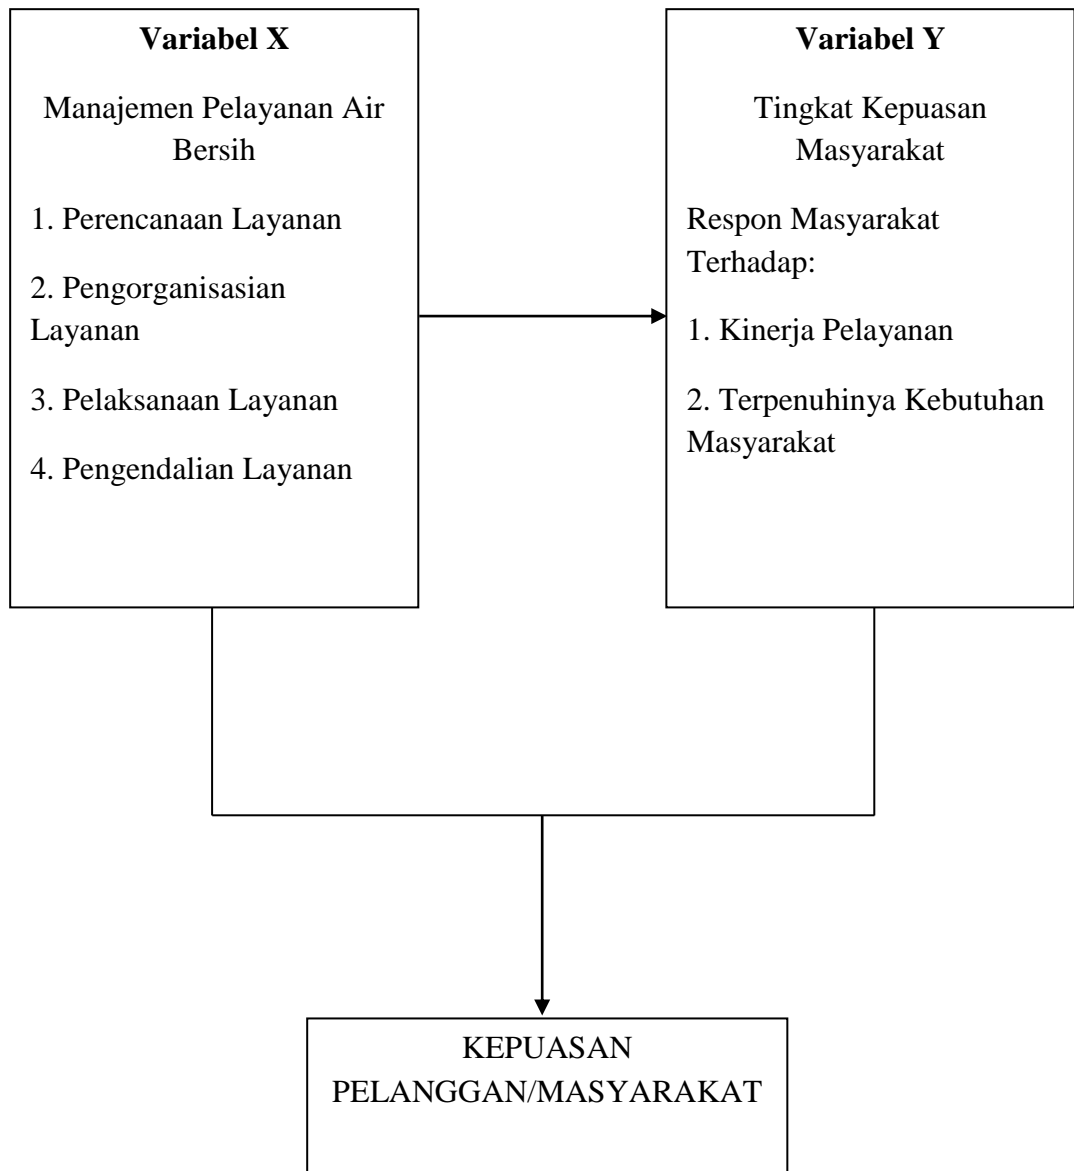 Variabel X
Manajemen Pelayanan Air
Bersih
1. Perencanaan Layanan
2. Pengorganisasian
Layanan
3. Pelaksanaan Layanan
4. Pengendalian Layanan
Variabel Y
Tingkat Kepuasan
Masyarakat
Respon Masyarakat
Terhadap:
1. Kinerja Pelayanan
2. Terpenuhinya Kebutuhan
Masyarakat
KEPUASAN
PELANGGAN/MASYARAKAT